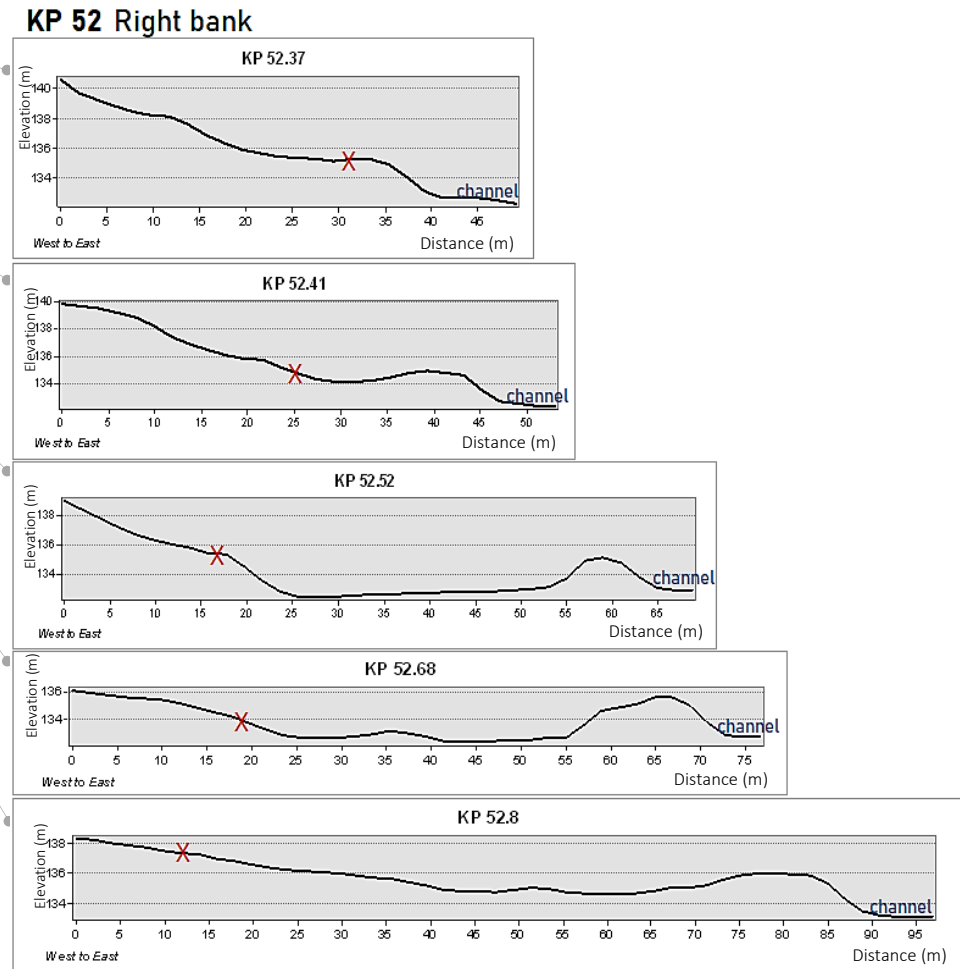 KP 52 Right bank
KP 52.37
Elevation (m)
140
138
136
134
channel
0 5 10 15 20 25 30 35 40 45
West to East
Distance (m)
KP 52.41
Elevation (m)
140
138
136
134
channel
0 5 10 15 20 25 30 35 40 45 50
West to East
Distance (m)
KP 52.52
Elevation (m)
138
136
134
channel
0 5 10 15 20 25 30 35 40 45 50 55 60 65
West to East
Distance (m)
KP 52.68
Elevation (m)
136
134
channel
0 5 10 15 20 25 30 35 40 45 50 55 60 65 70 75
West to East
Distance (m)
KP 52.8
Elevation (m)
138
136
134
channel
0 5 10 15 20 25 30 35 40 45 50 55 60 65 70 75 80 85 90 95
West to East
Distance (m)